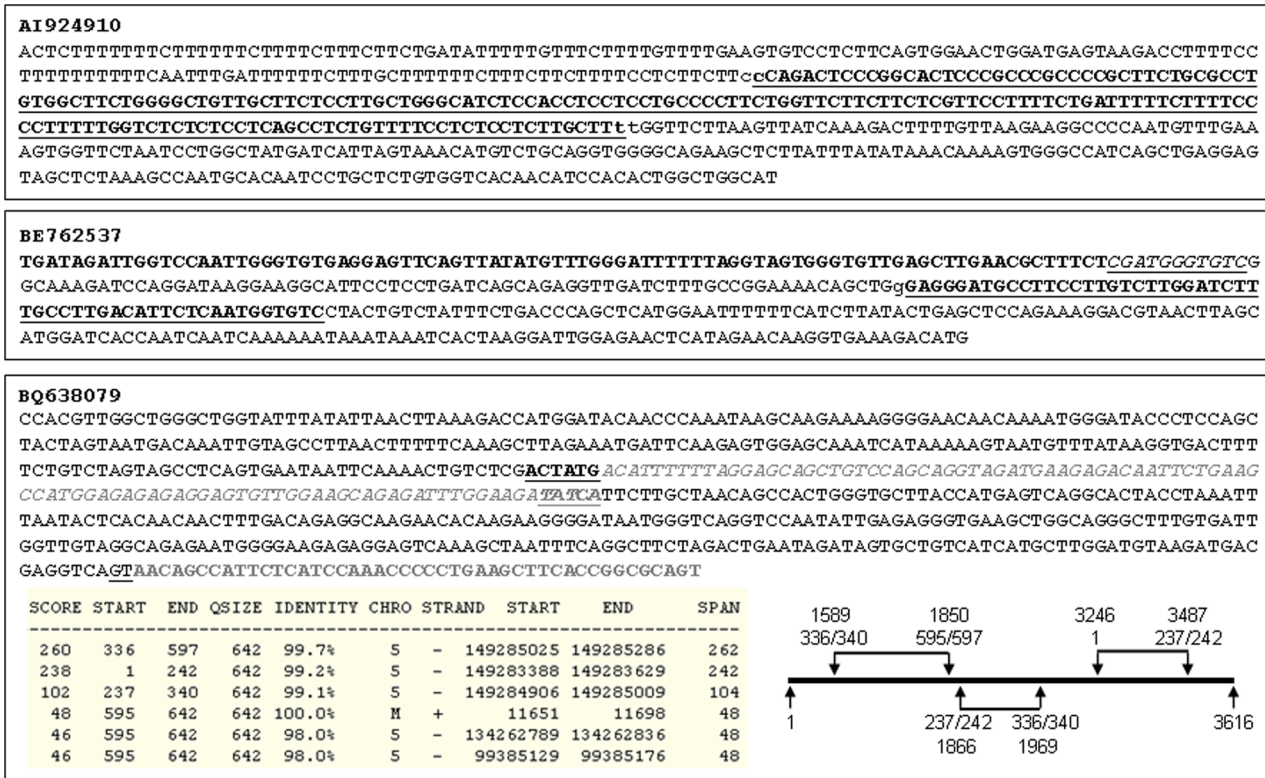 AI924910
ACTCTTTTTTTCTTTTTTCTTTTCTTTCTTCTGATATTTTTGTTTCTTTTGTTTTGAAGTGTCCTCTTCAGTGGAACTGGATGAGTAAGACCTTTTCC
TTTTTTTTTTCAATTTGATTTTTTCTTTGCTTTTTTCTTTCTTCTTTTCCTCTTCTTccCAGACTCCCGGCACTCCCGCCCGCCCCGCTTCTGCGCCT
GTGGCTTCTGGGGCTGTTGCTTCTCCTTGCTGGGCATCTCCACCTCCTCCTGCCCCTTCTGGTTCTTCTTCTCGTTCCTTTTCTGATTTTTCTTTTCC
CCTTTTTGGTCTCTCTCCTCAGCCTCTGTTTTCCTCTCCTCTTGCTTttGGTTCTTAAGTTATCAAAGACTTTTGTTAAGAAGGCCCCAATGTTTGAA
AGTGGTTCTAATCCTGGCTATGATCATTAGTAAACATGTCTGCAGGTGGGGCAGAAGCTCTTATTTATATAAACAAAAGTGGGCCATCAGCTGAGGAG
TAGCTCTAAAGCCAATGCACAATCCTGCTCTGTGGTCACAACATCCACACTGGCTGGCAT
BE762537
TGATAGATTGGTCCAATTGGGTGTGAGGAGTTCAGTTATATGTTTGGGATTTTTTAGGTAGTGGGTGTTGAGCTTGAACGCTTTCTCGATGGGTGTCG
GCAAAGATCCAGGATAAGGAAGGCATTCCTCCTGATCAGCAGAGGTTGATCTTTGCCGGAAAACAGCTGgGAGGGATGCCTTCCTTGTCTTGGATCTT
TGCCTTGACATTCTCAATGGTGTCCTACTGTCTATTTCTGACCCAGCTCATGGAATTTTTTCATCTTATACTGAGCTCCAGAAAGGACGTAACTTAGC
ATGGATCACCAATCAATCAAAAAATAAATAAATCACTAAGGATTGGAGAACTCATAGAACAAGGTGAAAGACATG
BQ638079
CCACGTTGGCTGGGCTGGTATTTATATTAACTTAAAGACCATGGATACAACCCAAATAAGCAAGAAAAGGGGAACAACAAAATGGGATACCCTCCAGC
TACTAGTAATGACAAATTGTAGCCTTAACTTTTTCAAAGCTTAGAAATGATTCAAGAGTGGAGCAAATCATAAAAAGTAATGTTTATAAGGTGACTTT
TCTGTCTAGTAGCCTCAGTGAATAATTCAAAACTGTCTCGACTATGACATTTTTTAGGAGCAGCTGTCCAGCAGGTAGATGAAGAGACAATTCTGAAG
CCATGGAGAGAGAGGAGTGTTGGAAGCAGAGATTTGGAAGATATCATTCTTGCTAACAGCCACTGGGTGCTTACCATGAGTCAGGCACTACCTAAATT
TAATACTCACAACAACTTTGACAGAGGCAAGAACACAAGAAGGGGATAATGGGTCAGGTCCAATATTGAGAGGGTGAAGCTGGCAGGGCTTTGTGATT
GGTTGTAGGCAGAGAATGGGGAAGAGAGGAGTCAAAGCTAATTTCAGGCTTCTAGACTGAATAGATAGTGCTGTCATCATGCTTGGATGTAAGATGAC
GAGGTCAGTAACAGCCATTCTCATCCAAACCCCCTGAAGCTTCACCGGCGCAGT
SCORE START END QSIZE IDENTITY CHRO STRAND START END SPAN
260 336 597 642 99.7% 5 - 149285025 149285286 262
238 1 242 642 99.2% 5 - 149283388 149283629 242
102 237 340 642 99.1% 5 - 149284906 149285009 104
48 595 642 642 100.0% M + 11651 11698 48
46 595 642 642 98.0% 5 - 134262789 134262836 48
46 595 642 642 98.0% 5 - 99385129 99385176 48
1589 1850 3246 3487
336/340 595/597 1 237/242
1 237/242 336/340 3616
1866 1969